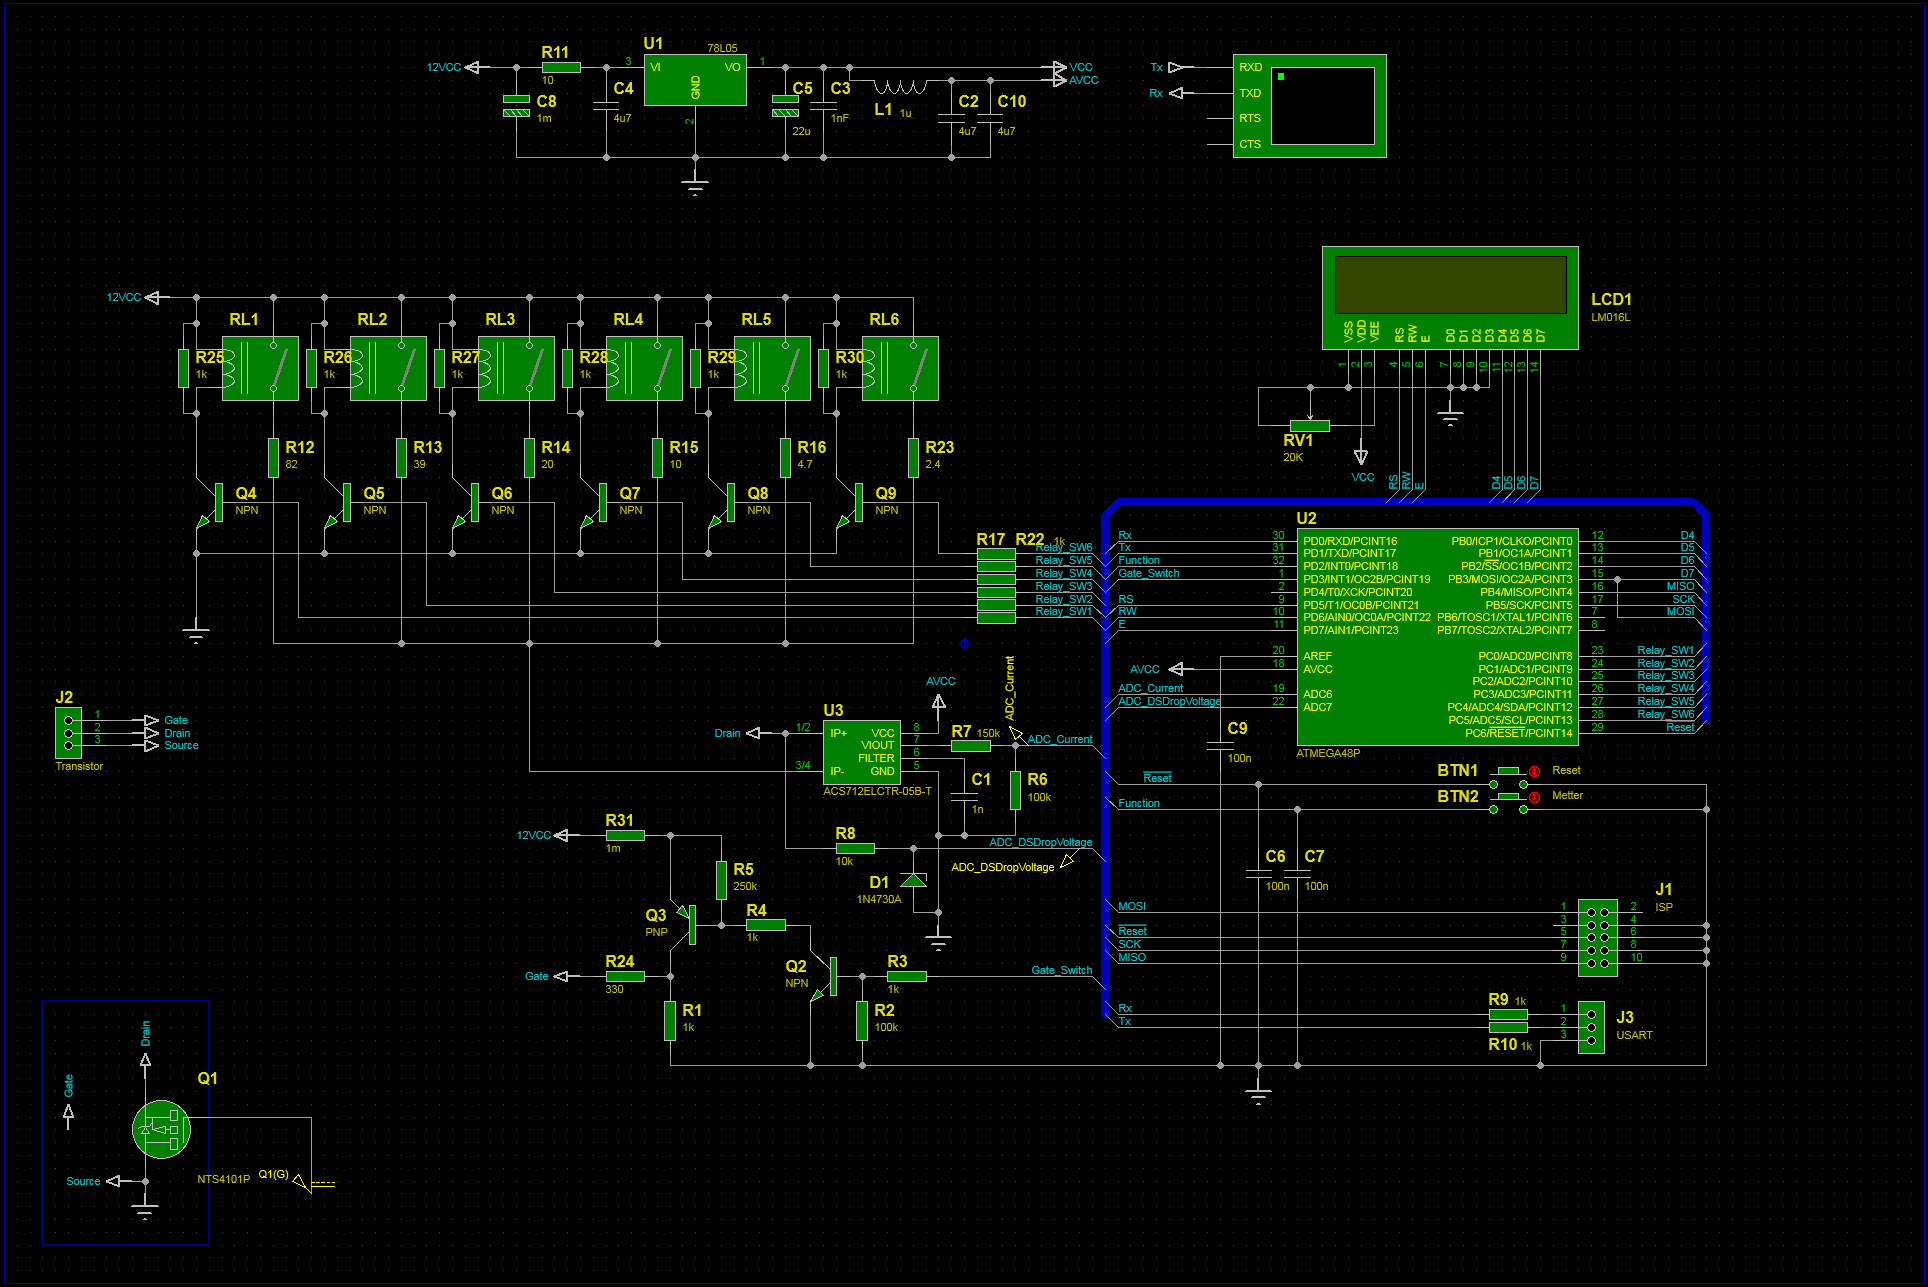 12VCC
R11
10
C8
1m
C4
4u7
U1
78L05
VI
VO
GND
3
1
2
C5
22u
C3
1nF
L1
1u
C2
4u7
C10
4u7
VCC
AVCC
Tx
Rx
RXD
TXD
RTS
CTS
LCD1
LM016L
VSS
VDD
VEE
RS
RW
E
D0
D1
D2
D3
D4
D5
D6
D7
1
2
3
4
5
6
7
8
9
10
11
12
13
14
RV1
20K
VCC
RS
RW
E
D4
D5
D6
D7
12VCC
RL1
RL2
RL3
RL4
RL5
RL6
R25
1k
R26
1k
R27
1k
R28
1k
R29
1k
R30
1k
R12
82
R13
39
R14
20
R15
10
R16
4.7
R23
2.4
Q4
NPN
Q5
NPN
Q6
NPN
Q7
NPN
Q8
NPN
Q9
NPN
R17
R22
1k
Relay_SW6
Relay_SW5
Relay_SW4
Relay_SW3
Relay_SW2
Relay_SW1
U2
ATMEGA48P
Rx
Tx
Function
Gate_Switch
RS
RW
E
30
31
32
1
2
9
10
11
20
18
19
22
PD0/RXD/PCINT16
PD1/TXD/PCINT17
PD2/INT0/PCINT18
PD3/INT1/OC2B/PCINT19
PD4/T0/XCK/PCINT20
PD5/T1/OC0B/PCINT21
PD6/AIN0/OC0A/PCINT22
PD7/AIN1/PCINT23
AREF
AVCC
ADC6
ADC7
PB0/ICP1/CLKO/PCINT0
PB1/OC1A/PCINT1
PB2/SS/OC1B/PCINT2
PB3/MOSI/OC2A/PCINT3
PB4/MISO/PCINT4
PB5/SCK/PCINT5
PB6/TOSC1/XTAL1/PCINT6
PB7/TOSC2/XTAL2/PCINT7
PC0/ADC0/PCINT8
PC1/ADC1/PCINT9
PC2/ADC2/PCINT10
PC3/ADC3/PCINT11
PC4/ADC4/SDA/PCINT12
PC5/ADC5/SCL/PCINT13
PC6/RESET/PCINT14
12
13
14
15
16
17
7
8
23
24
25
26
27
28
29
D4
D5
D6
D7
MISO
SCK
MOSI
Relay_SW1
Relay_SW2
Relay_SW3
Relay_SW4
Relay_SW5
Relay_SW6
Reset
AVCC
ADC_Current
ADC_DSDropVoltage
C9
100n
J2
Transistor
1
2
3
Gate
Drain
Source
Drain
U3
ACS712ELCTR-05B-T
1/2
3/4
IP+
IP-
VCC
VIOUT
FILTER
GND
8
7
6
5
AVCC
R7
150k
ADC_Current
ADC_Current
C1
1n
R6
100k
R8
10k
D1
1N4730A
ADC_DSDropVoltage
ADC_DSDropVoltage
12VCC
R31
1m
R5
250k
Q3
PNP
R4
1k
Gate
R24
330
R1
1k
Q2
NPN
R3
1k
R2
100k
Gate_Switch
Reset
Function
BTN1
Reset
BTN2
Metter
C6
100n
C7
100n
MOSI
Reset
SCK
MISO
J1
ISP
1
3
5
7
9
2
4
6
8
10
Rx
Tx
R9
1k
R10
1k
J3
USART
1
2
3
Drain
Gate
Q1
Source
NTS4101P
Q1(G)